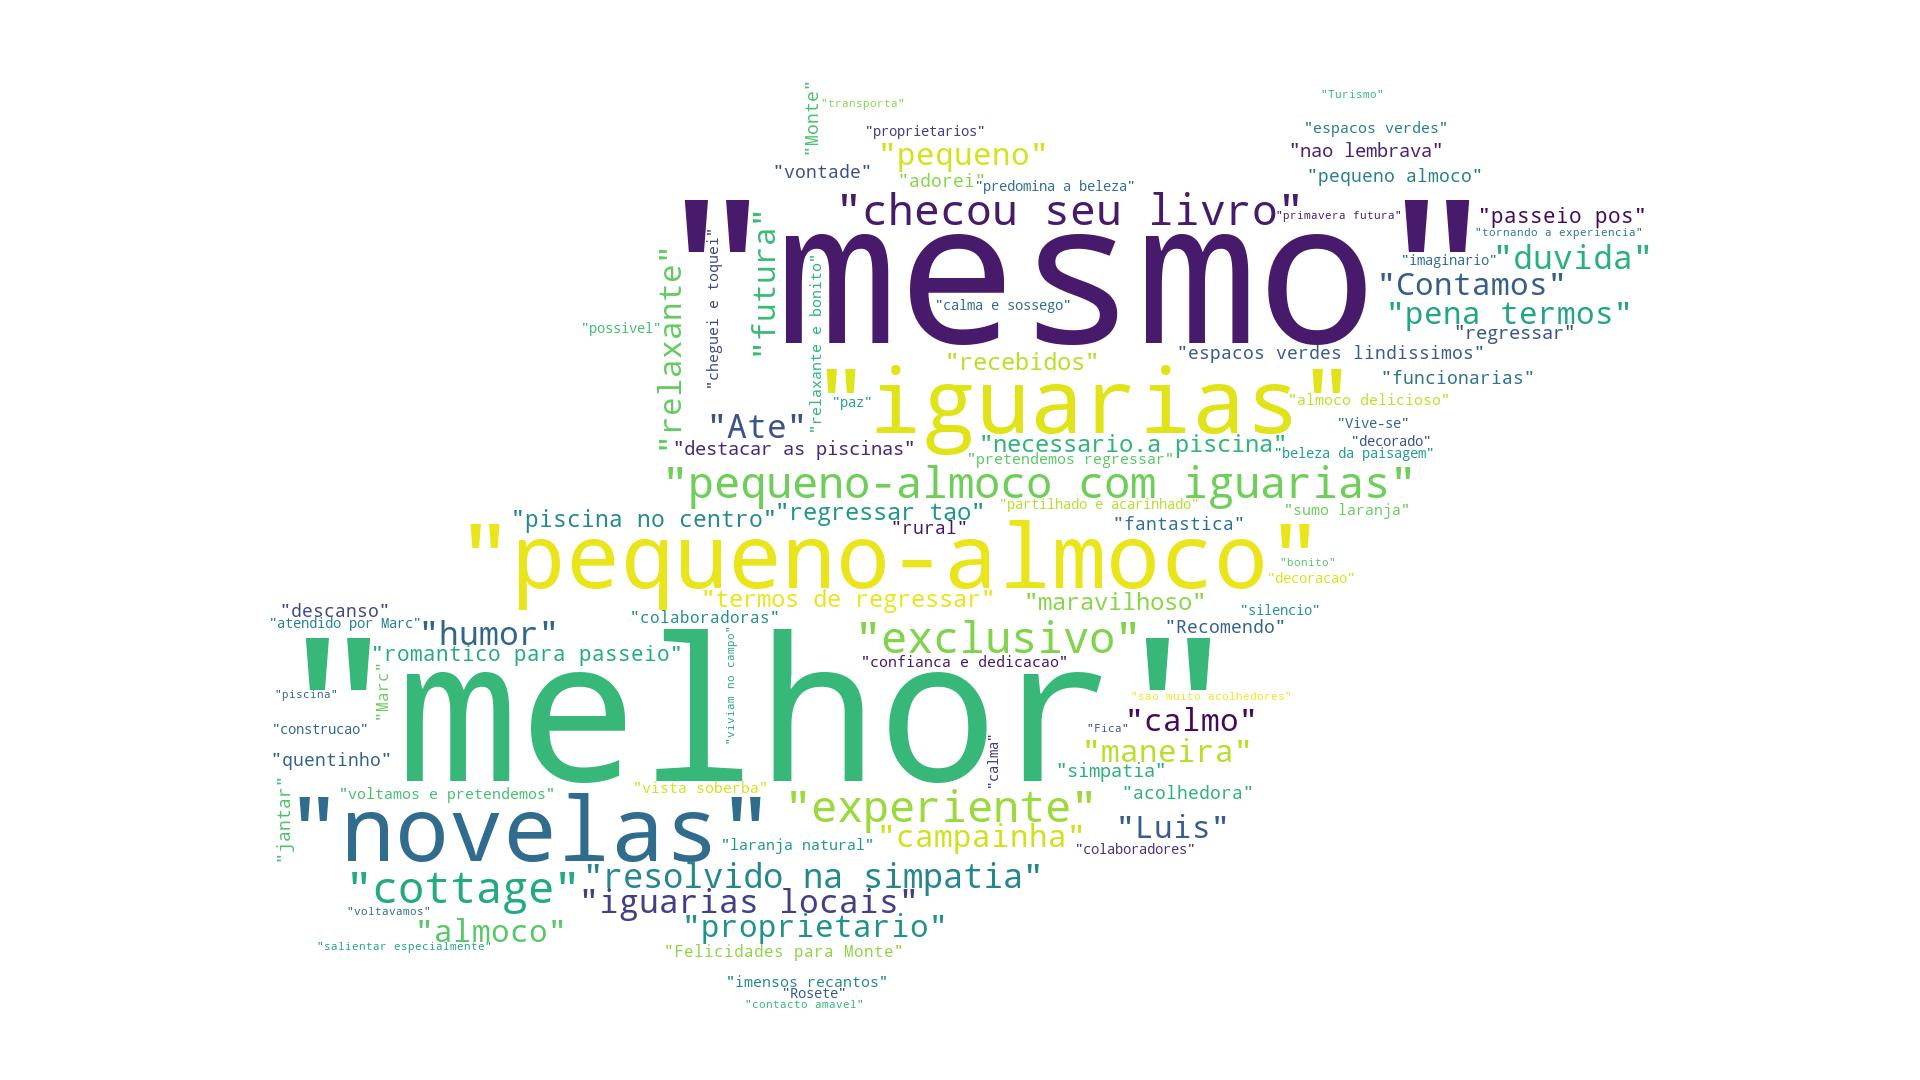 "Monte"
"transporta"
"Turismo"
"proprietarios"
"espacos verdes"
"pequeno"
"nao lembrava"
"vontade"
"adorei"
"predomina a beleza"
"pequeno almoco"
"checou seu livro"
"primavera futura"
"passeio pos"
"tornando a experiencia"
"mesmo"
"futura"
"cheguei e toquei"
"relaxante"
"relaxante e bonito"
"imaginario"
"duvida"
"Contamos"
"calma e sossego"
"pena termos"
"possivel"
"regressar"
"espacos verdes lindissimos"
"recebidos"
"funcionarias"
"iguarias"
"paz"
"almoco delicioso"
"Ate"
"Vive-se"
"decorado"
"destacar as piscinas"
"necessario.a piscina"
"beleza da paisagem"
"pretendemos regressar"
"pequeno-almoco com iguarias"
"partilhado e acarinhado"
"sumo laranja"
"piscina no centro"
"regressar tao"
"rural"
"fantastica"
"pequeno-almoco"
"bonito"
"decoracao"
"termos de regressar"
"maravilhoso"
"descanso"
"silencio"
"atendido por Marc"
"humor"
"colaboradoras"
"exclusivo"
"Recomendo"
"romantico para passeio"
"confianca e dedicacao"
"viviam no campo"
"melhor"
"Marc"
"piscina"
"sao muito acolhedores"
"construcao"
"Fica"
"calmo"
"calma"
"maneira"
"quentinho"
"simpatia"
"jantar"
"voltamos e pretendemos"
"vista soberba"
"acolhedora"
"novelas"
"experiente"
"campainha"
"Luis"
"laranja natural"
"colaboradores"
"cottage"
"resolvido na simpatia"
"iguarias locais"
"voltavamos"
"almoco"
"proprietario"
"salientar especialmente"
"Felicidades para Monte"
"imensos recantos"
"Rosete"
"contacto amavel"